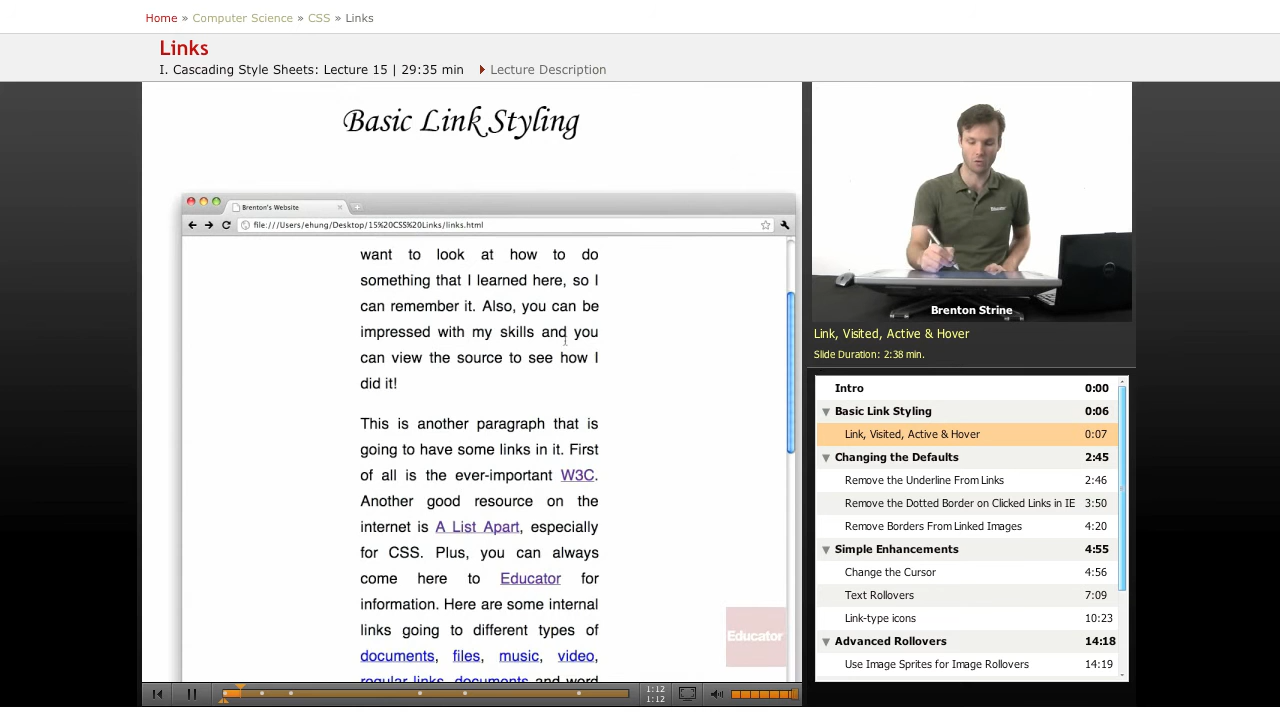 Home » Computer Science » CSS » Links
Links
I. Cascading Style Sheets: Lecture 15 | 29:35 min Lecture Description
Basic Link Styling
Brenton's Website
file:///Users/ehung/Desktop/15%20CSS%20Links/links.html
want to look at how to do
something that I learned here, so I
can remember it. Also, you can be
impressed with my skills and you
can view the source to see how I
did it!
This is another paragraph that is
going to have some links in it. First
of all is the ever-important W3C.
Another good resource on the
internet is A List Apart, especially
for CSS. Plus, you can always
come here to Educator for
information. Here are some internal
links going to different types of
documents, files, music, video,
regular links, documents and word
Educator
1:12
1:12
Brenton Strine
Link, Visited, Active & Hover
Slide Duration: 2:38 min.
Intro 0:00
Basic Link Styling 0:06
Link, Visited, Active & Hover 0:07
Changing the Defaults 2:45
Remove the Underline From Links 2:46
Remove the Dotted Border on Clicked Links in IE 3:50
Remove Borders From Linked Images 4:20
Simple Enhancements 4:55
Change the Cursor 4:56
Text Rollovers 7:09
Link-type icons 10:23
Advanced Rollovers 14:18
Use Image Sprites for Image Rollovers 14:19